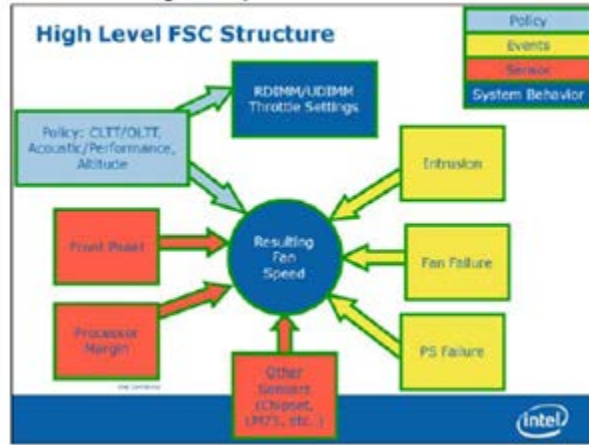 High Level FSC Structure
Policy
Events
Sensor
System Behavior
RDIMM/UDIMM
Throttle Settings
Policy: CLTT/OLTT,
Acoustic/Performance,
Altitude
Intrusion
Front Panel
Resulting
Fan
Speed
Fan Failure
Processor
Margin
PS Failure
Other
Sensors
(Chipset,
LM75, etc..)
intel